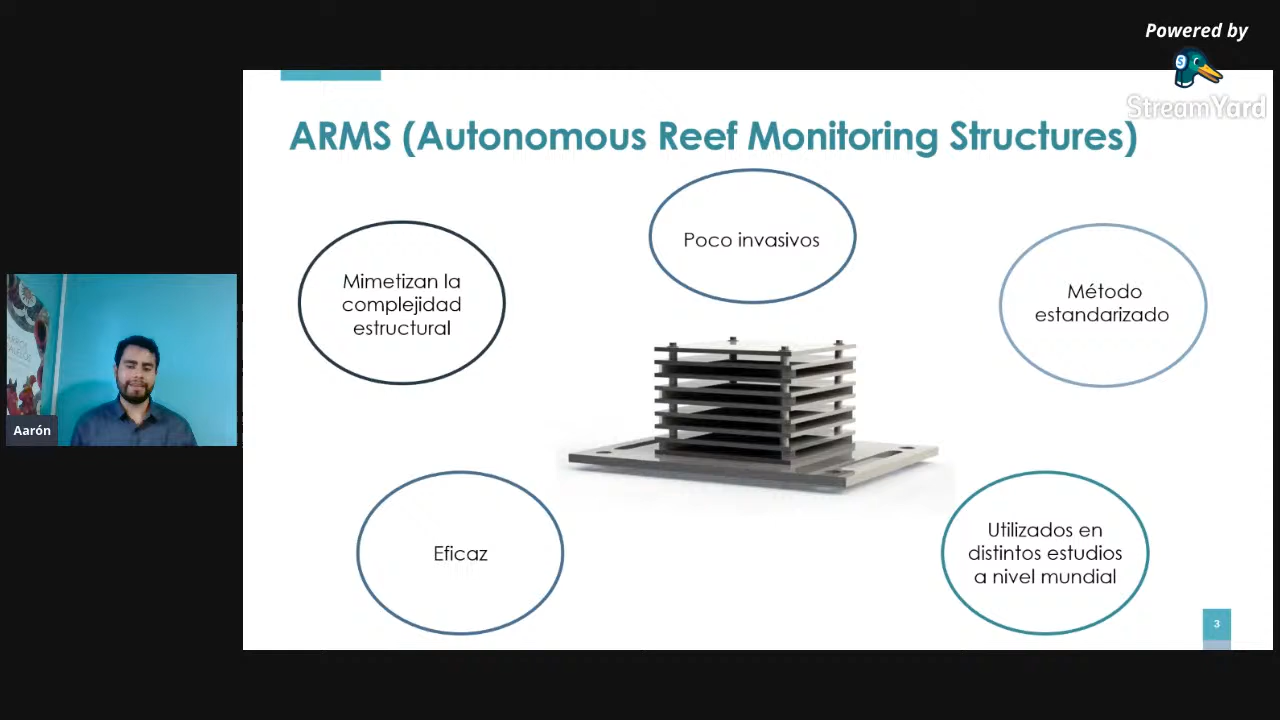 Powered by
StreamYard
ARMS (Autonomous Reef Monitoring Structures)
Poco invasivos
Mimetizan la
complejidad
estructural
Método
estandarizado
Eficaz
Utilizados en
distintos estudios
a nivel mundial
Aarón
3